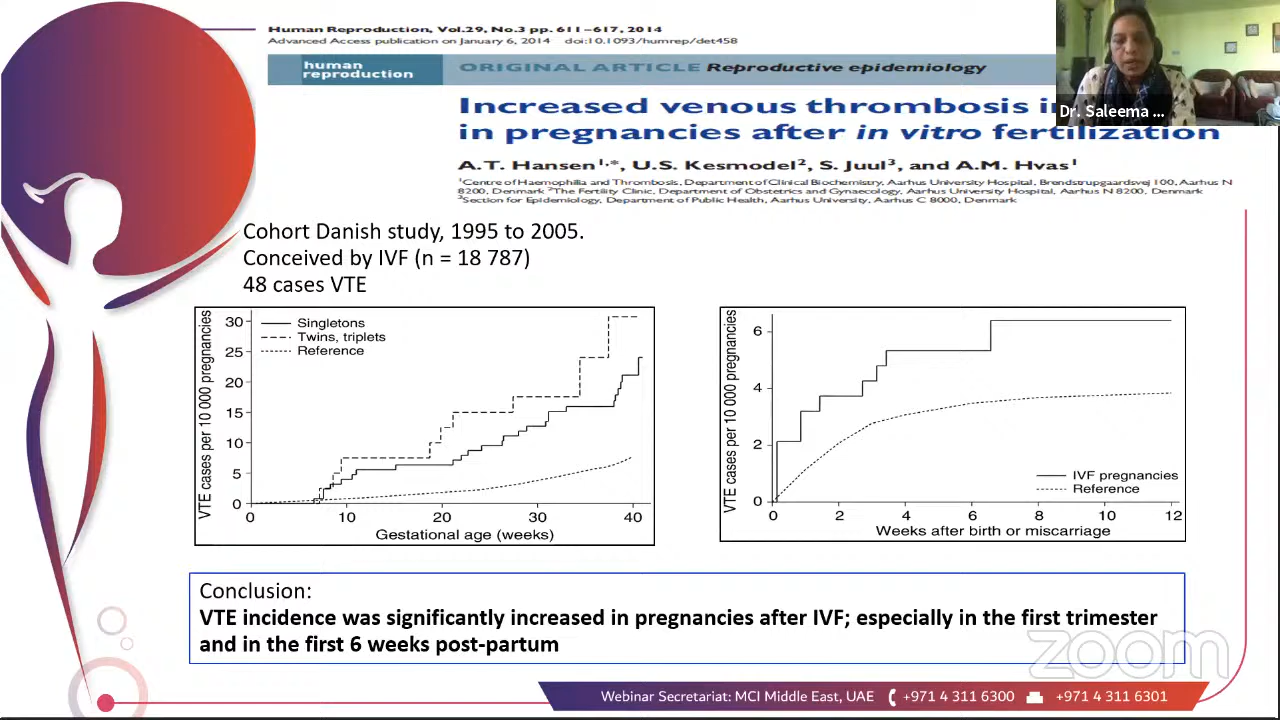 Human Reproduction, Vol.29, No.3 pp. 611–617, 2014
Advanced Access publication on January 6, 2014 doi:10.1093/humrep/det458
human
reproduction
ORIGINAL ARTICLE Reproductive epidemiology
Dr. Saleema ...
Increased venous thrombosis
in pregnancies after in vitro fertilization
A.T. Hansen1,*, U.S. Kesmodel2, S. Juul3, and A.M. Hvas1
1Centre of Haemophilia and Thrombosis, Department of Clinical Biochemistry, Aarhus University Hospital, Brendstrupgaardsvej 100, Aarhus N
8200, Denmark 2The Fertility Clinic, Department of Obstetrics and Gynaecology, Aarhus University Hospital, Aarhus N 8200, Denmark
3Section for Epidemiology, Department of Public Health, Aarhus University, Aarhus C 8000, Denmark
Cohort Danish study, 1995 to 2005.
Conceived by IVF (n = 18 787)
48 cases VTE
VTE cases per 10 000 pregnancies
30
25
20
15
10
5
0
Singletons
Twins, triplets
Reference
0 10 20 30 40
Gestational age (weeks)
VTE cases per 10 000 pregnancies
6
4
2
0
IVF pregnancies
Reference
0 2 4 6 8 10 12
Weeks after birth or miscarriage
Conclusion:
VTE incidence was significantly increased in pregnancies after IVF; especially in the first trimester
and in the first 6 weeks post-partum
zoom
Webinar Secretariat: MCI Middle East, UAE +971 4 311 6300 +971 4 311 6301